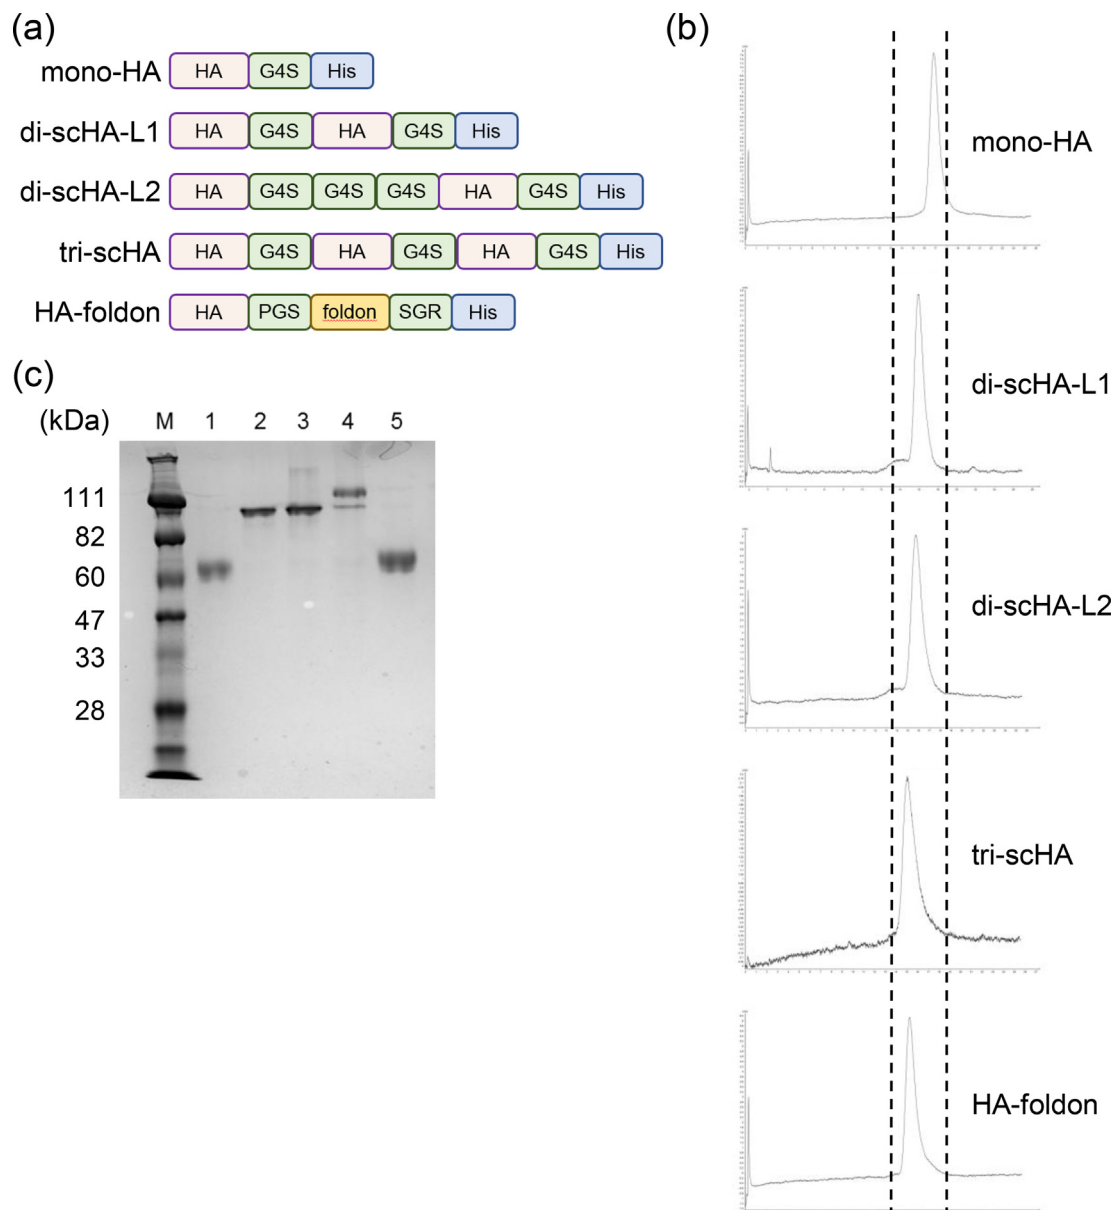 (a)
mono-HA HA G4S His
di-scHA-L1 HA G4S HA G4S His
di-scHA-L2 HA G4S G4S G4S HA G4S His
tri-scHA HA G4S HA G4S HA G4S His
HA-foldon HA PGS foldon SGR His
(b)
mono-HA
di-scHA-L1
di-scHA-L2
tri-scHA
HA-foldon
(c)
(kDa) M 1 2 3 4 5
111
82
60
47
33
28